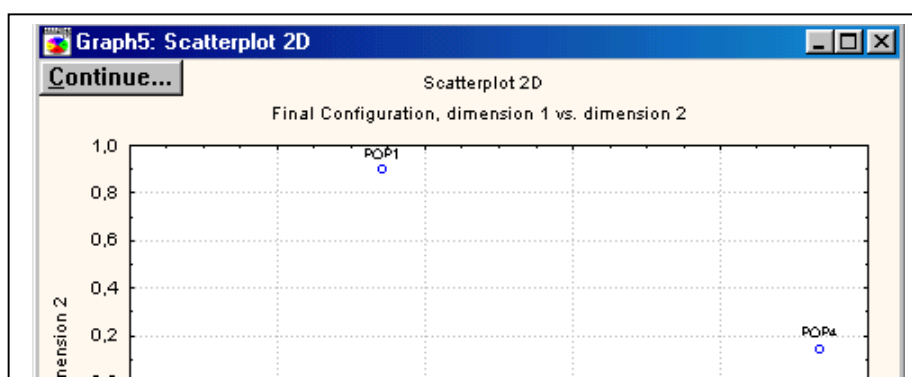 Graph5: Scatterplot 2D
Continue...
Scatterplot 2D
Final Configuration, dimension 1 vs. dimension 2
1,0
POP1
0,8
0,6
0,4
0,2
POP4